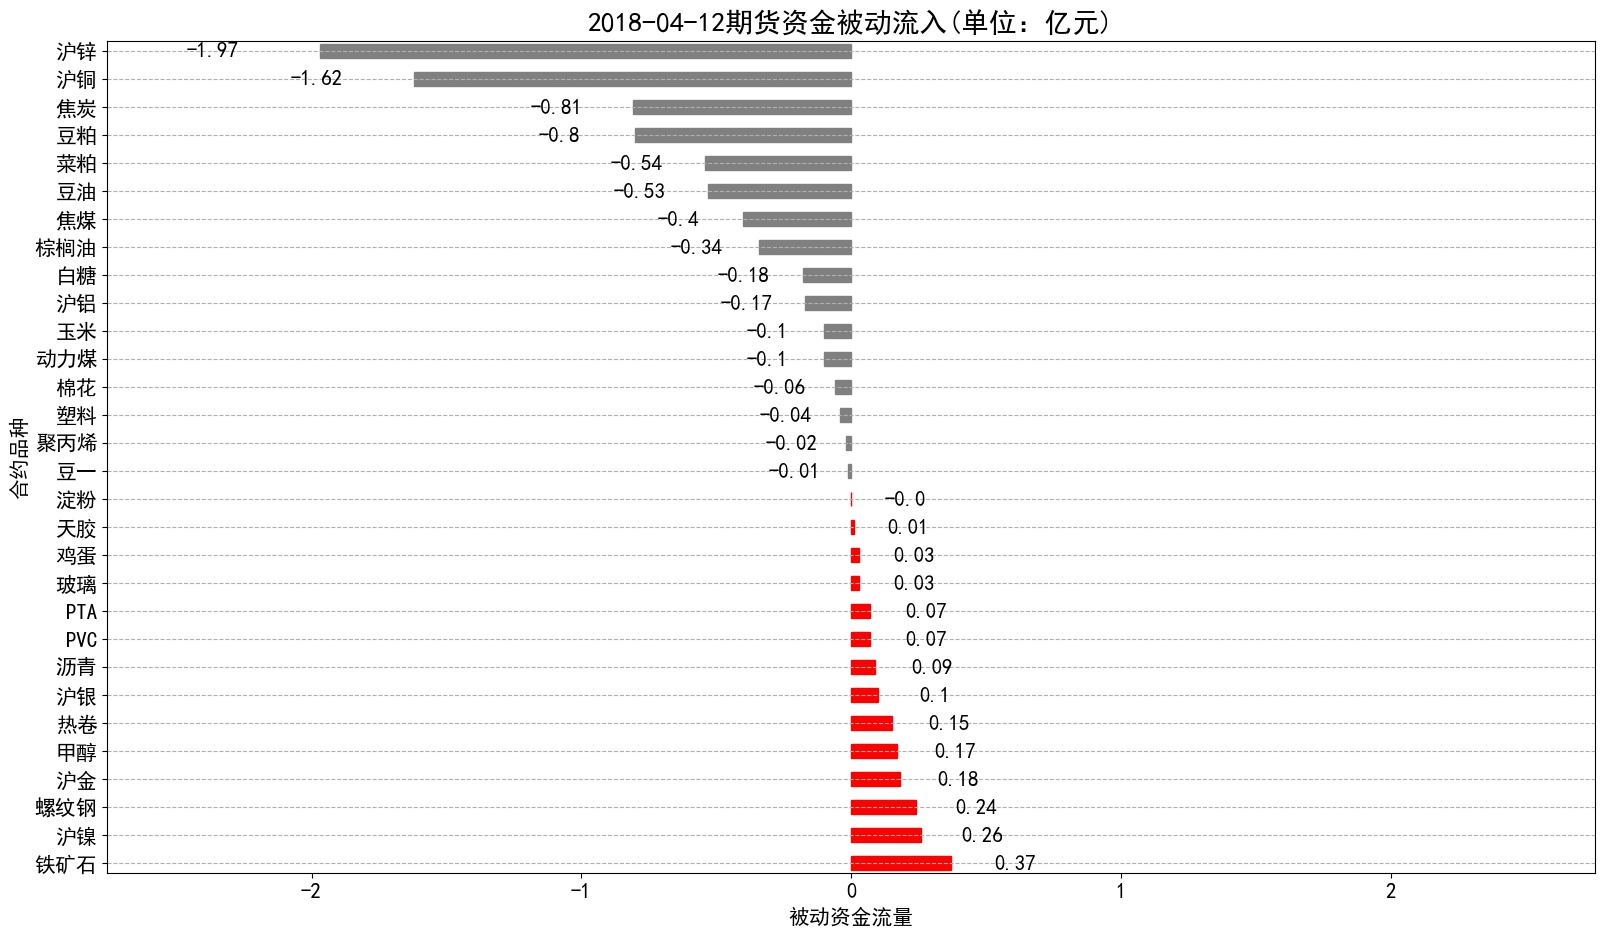 2018-04-12期货资金被动流入(单位：亿元)
沪锌 -1.97
沪铜 -1.62
焦炭 -0.81
豆粕 -0.8
菜粕 -0.54
豆油 -0.53
焦煤 -0.4
棕榈油 -0.34
白糖 -0.18
沪铝 -0.17
玉米 -0.1
动力煤 -0.1
棉花 -0.06
塑料 -0.04
聚丙烯 -0.02
豆一 -0.01
淀粉 -0.0
天胶 0.01
鸡蛋 0.03
玻璃 0.03
PTA 0.07
PVC 0.07
沥青 0.09
沪银 0.1
热卷 0.15
甲醇 0.17
沪金 0.18
螺纹钢 0.24
沪镍 0.26
铁矿石 0.37
合约品种
-2 -1 0 1 2
被动资金流量